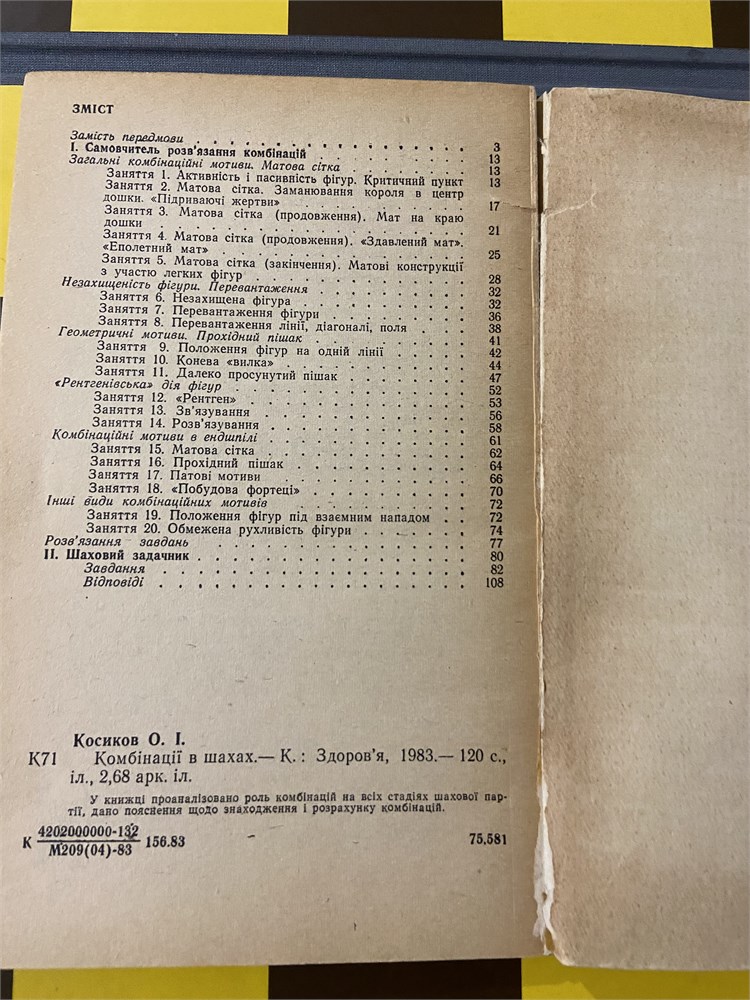 ЗМІСТ
Замість передмови . . . . . . . . . . . . . . . . 3
I. Самовчитель розв'язання комбінацій . . . . . . . . 13
Загальні комбінаційні мотиви. Матова сітка . . . . . . 13
Заняття 1. Активність і пасивність фігур. Критичний пункт 13
Заняття 2. Матова сітка. Заманювання короля в центр
дошки. «Підриваючі жертви» . . . . . . . . . . 17
Заняття 3. Матова сітка (продовження). Мат на краю
дошки . . . . . . . . . . . . . . . . . 21
Заняття 4. Матова сітка (продовження). «Здавлений мат».
«Еполетний мат» . . . . . . . . . . . . . 25
Заняття 5. Матова сітка (закінчення). Матові конструкції
з участю легких фігур . . . . . . . . . . . 28
Незахищеність фігури. Перевантаження . . . . . . . . 32
Заняття 6. Незахищена фігура . . . . . . . . . . 32
Заняття 7. Перевантаження фігури . . . . . . . . 36
Заняття 8. Перевантаження лінії, діагоналі, поля . . . 38
Геометричні мотиви. Прохідний пішак . . . . . . . . 41
Заняття 9. Положення фігур на одній лінії . . . . . 42
Заняття 10. Конева «вилка» . . . . . . . . . . 44
Заняття 11. Далеко просунутий пішак . . . . . . . 47
«Рентгенівська» дія фігур . . . . . . . . . . . . 52
Заняття 12. «Рентген» . . . . . . . . . . . . 53
Заняття 13. Зв'язування . . . . . . . . . . . 56
Заняття 14. Розв'язування . . . . . . . . . . 58
Комбінаційні мотиви в ендшпілі . . . . . . . . . . 61
Заняття 15. Матова сітка . . . . . . . . . . . 62
Заняття 16. Прохідний пішак . . . . . . . . . . 64
Заняття 17. Патові мотиви . . . . . . . . . . 66
Заняття 18. «Побудова фортеці» . . . . . . . . . 70
Інші види комбінаційних мотивів . . . . . . . . . . 72
Заняття 19. Положення фігур під взаємним нападом . . 72
Заняття 20. Обмежена рухливість фігури . . . . . . 74
Розв'язання завдань . . . . . . . . . . . . . . 77
II. Шаховий задачник . . . . . . . . . . . . . . 80
Завдання . . . . . . . . . . . . . . . . . 82
Відповіді . . . . . . . . . . . . . . . . . 108
Косиков О. І.
К71 Комбінації в шахах.— К.: Здоров'я, 1983.— 120 с.,
іл., 2,68 арк. іл.
У книжці проаналізовано роль комбінацій на всіх стадіях шахової пар-
тії, дано пояснення щодо знаходження і розрахунку комбінацій.
К 4202000000-132 156.83 75.581
М209(04)-83